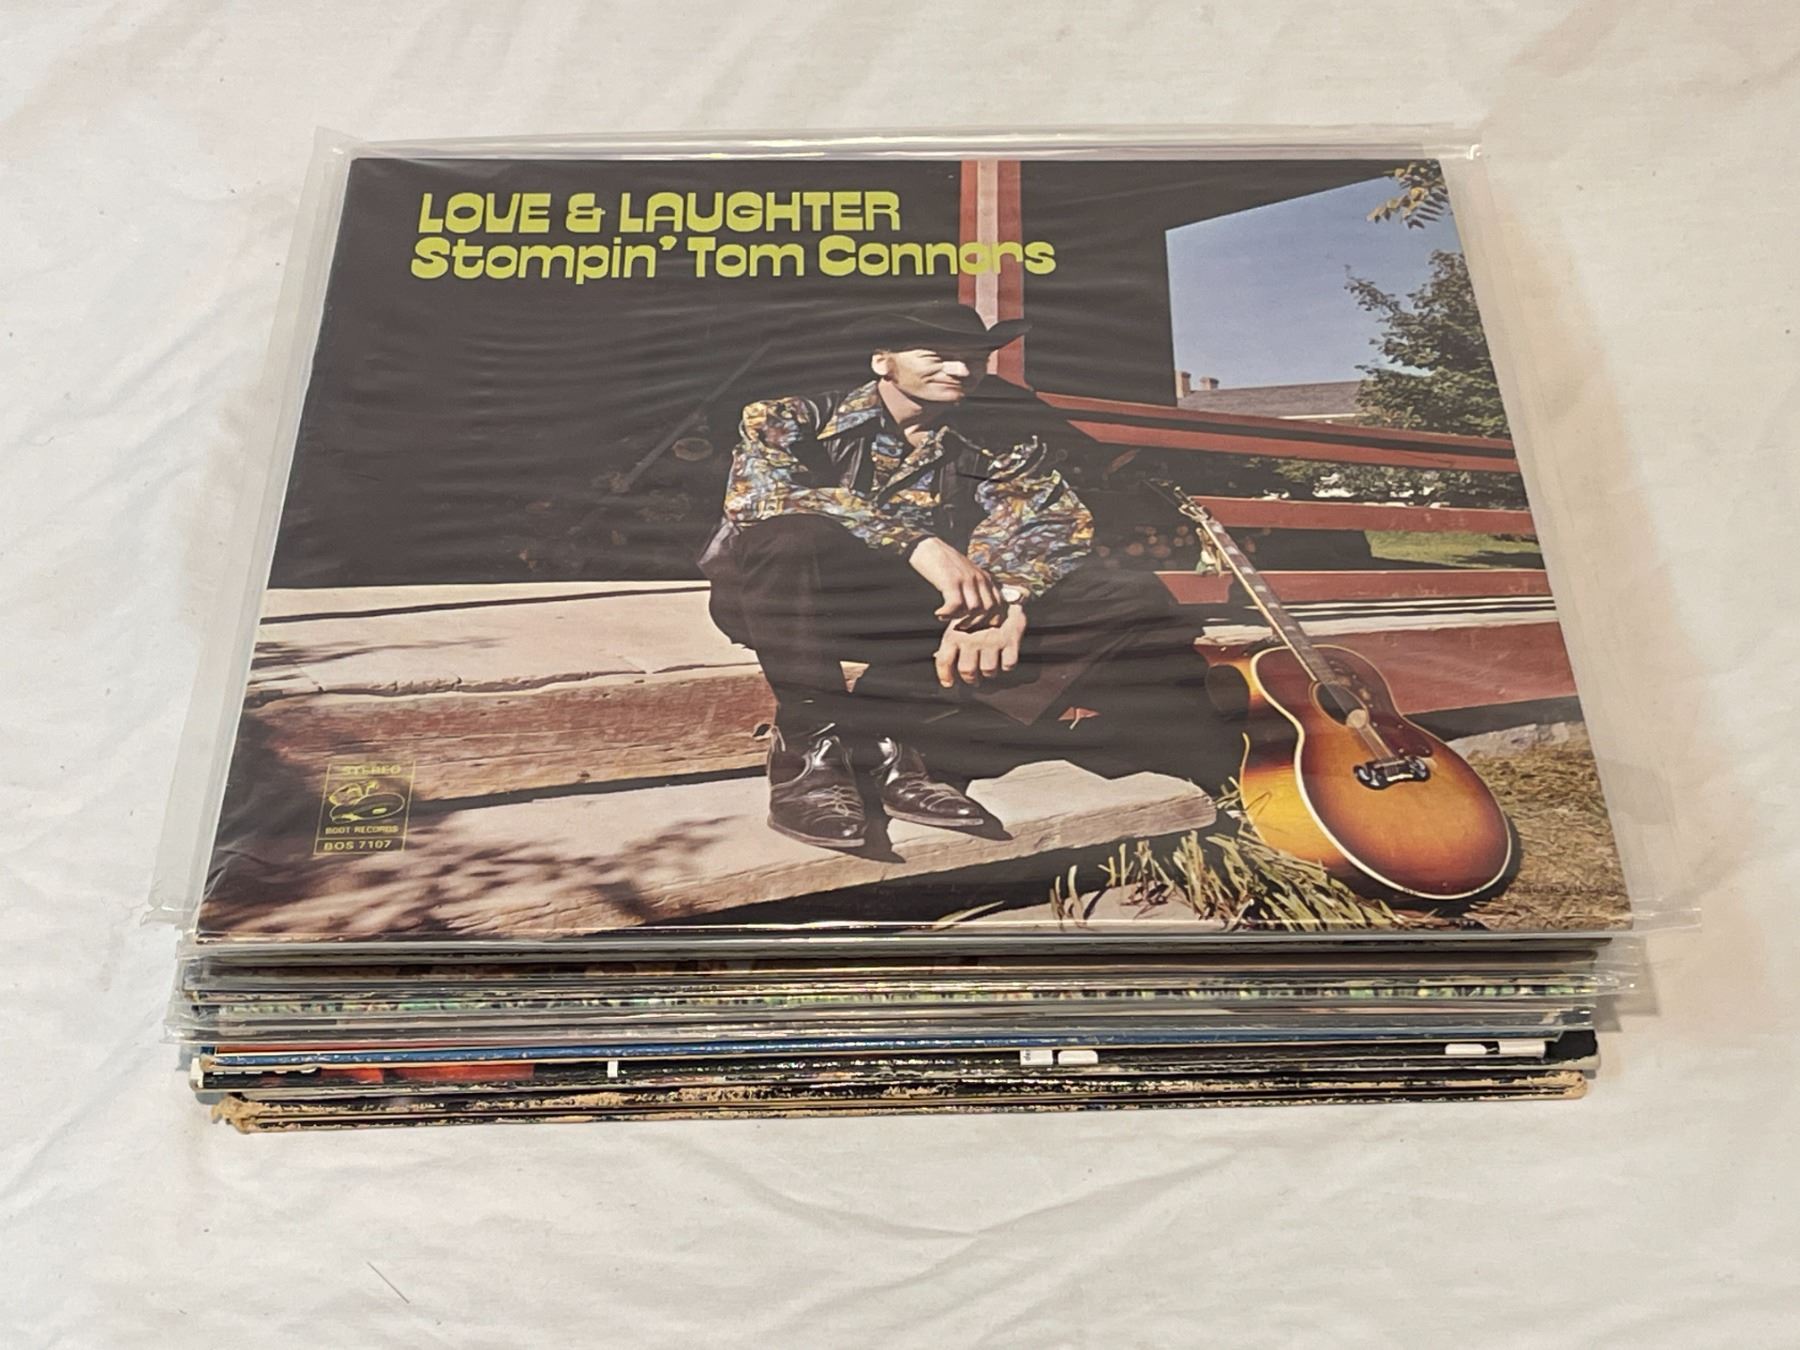 LOVE & LAUGHTER
Stompin' Tom Connors
STEREO
BOOT RECORDS
BOS 7107